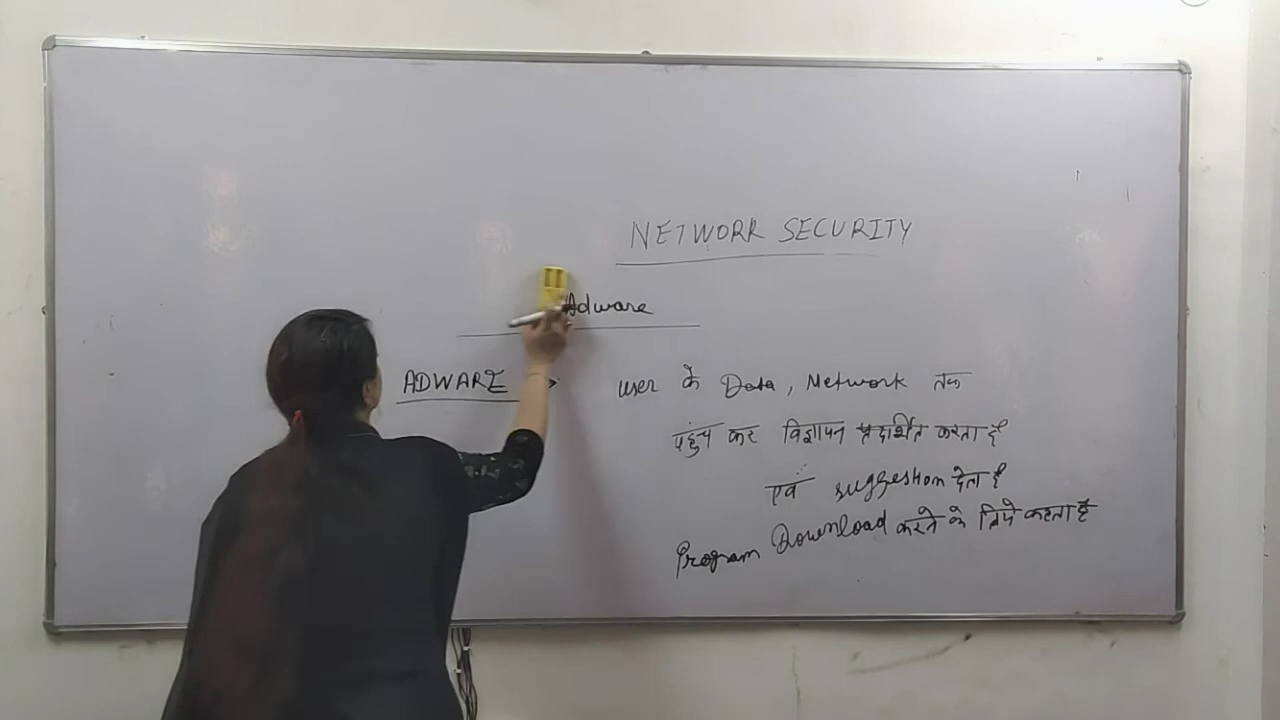 NETWORK SECURITY
Adware
ADWARE
user के Data, Network तक
पहुंच कर विज्ञापन प्रदर्शित करता है
एवं suggestion देता है
Program Download करने के लिये कहता है